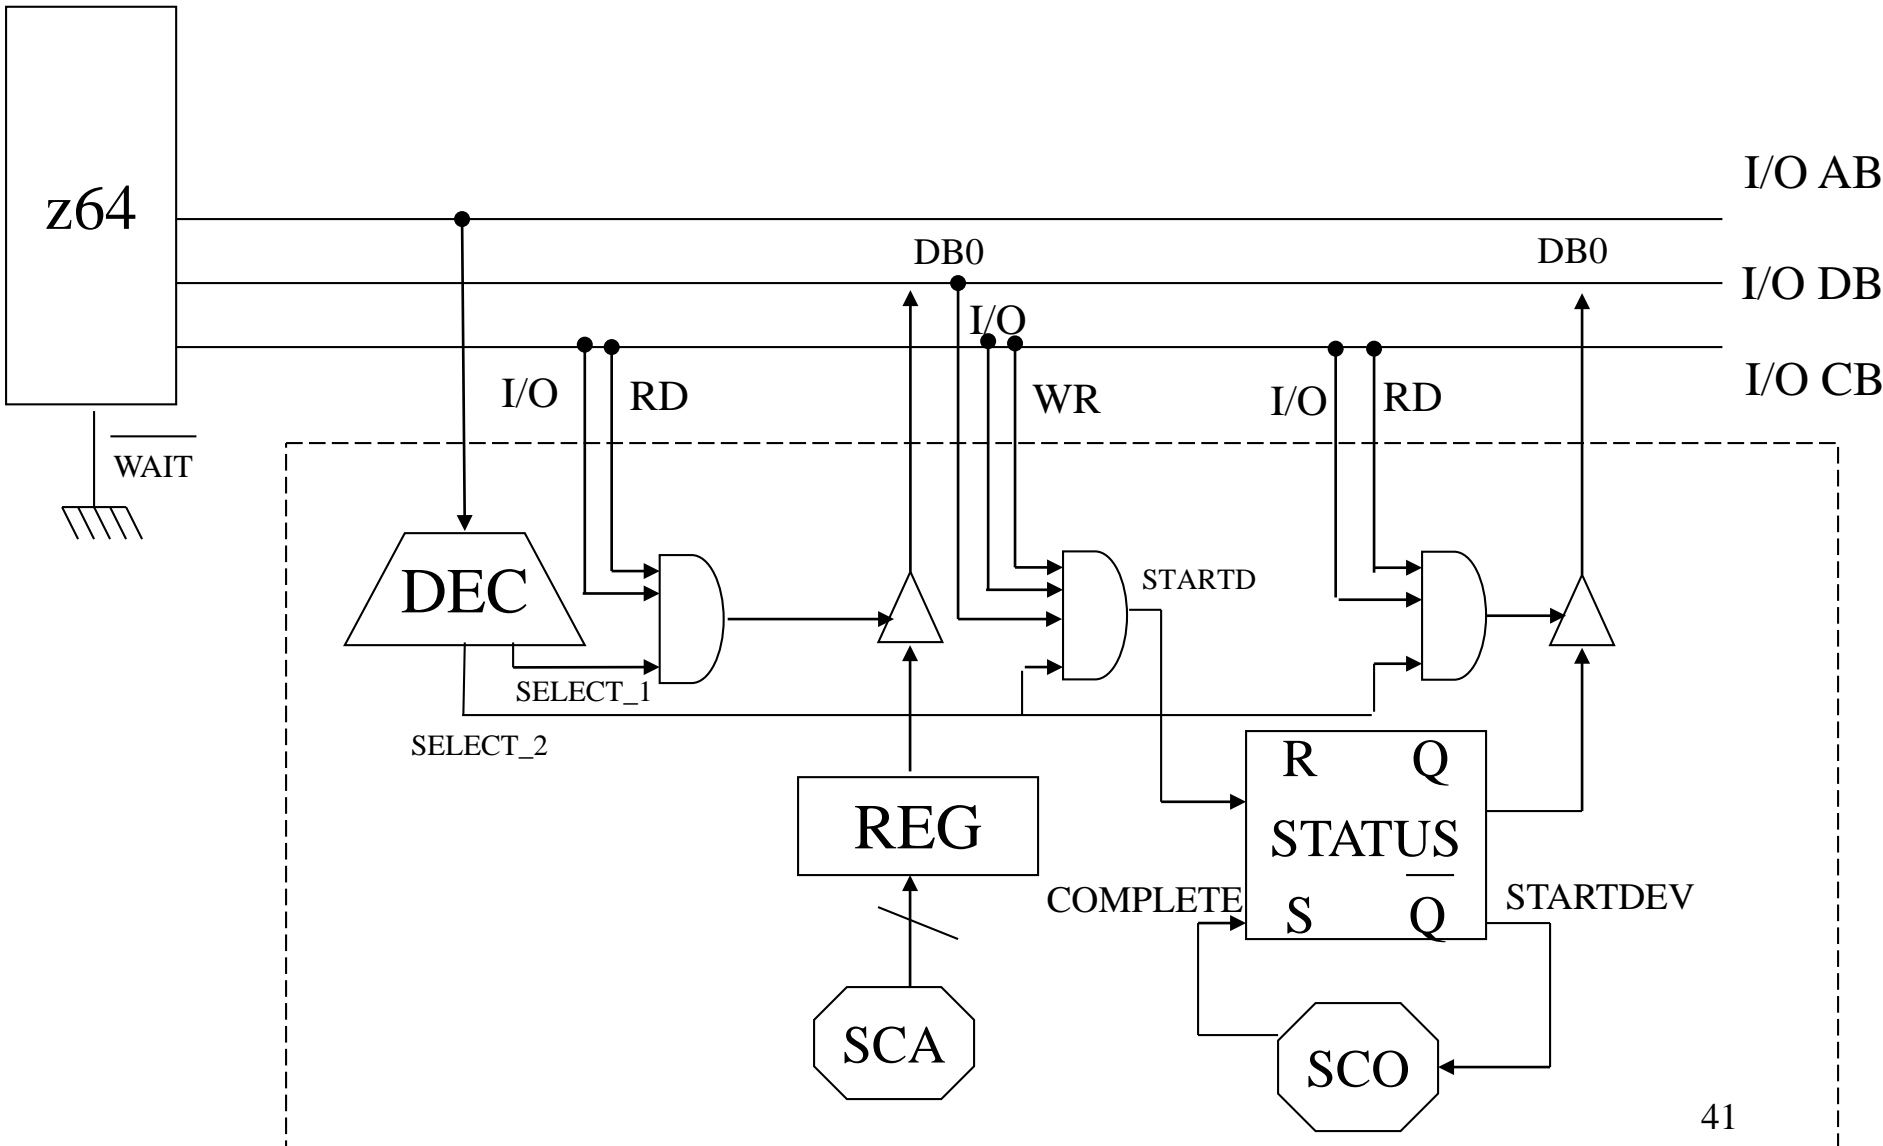 I/O AB
z64
DB0
DB0
I/O DB
I/O
I/O CB
I/O
RD
WR
I/O
RD
WAIT
DEC
STARTD
SELECT_1
SELECT_2
R Q
REG
STATUS
COMPLETE
STARTDEV
S Q
SCA
SCO
41